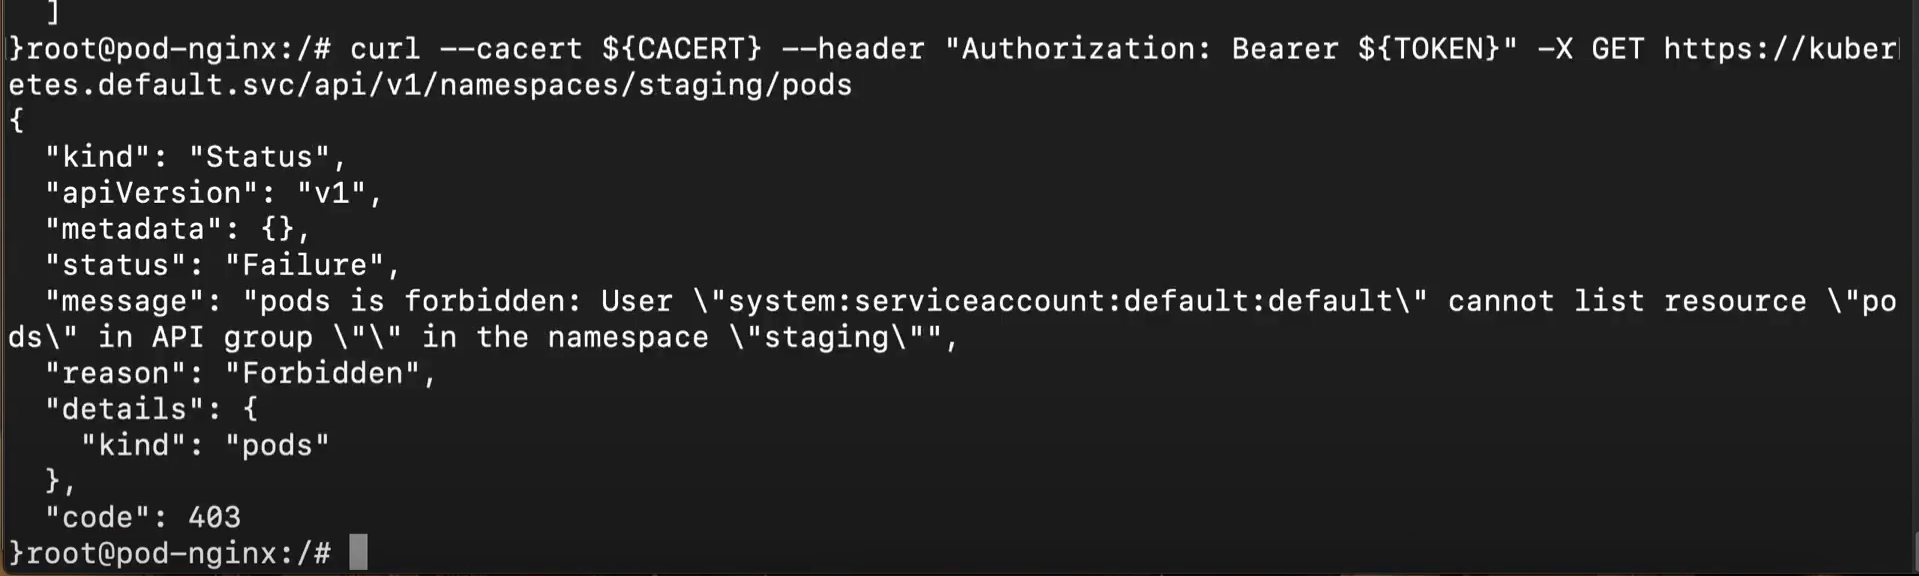 ]
}root@pod-nginx:/# curl --cacert ${CACERT} --header "Authorization: Bearer ${TOKEN}" -X GET https://kuber
etes.default.svc/api/v1/namespaces/staging/pods
{
  "kind": "Status",
  "apiVersion": "v1",
  "metadata": {},
  "status": "Failure",
  "message": "pods is forbidden: User \"system:serviceaccount:default:default\" cannot list resource \"po
ds\" in API group \"\" in the namespace \"staging\"",
  "reason": "Forbidden",
  "details": {
    "kind": "pods"
  },
  "code": 403
}root@pod-nginx:/#